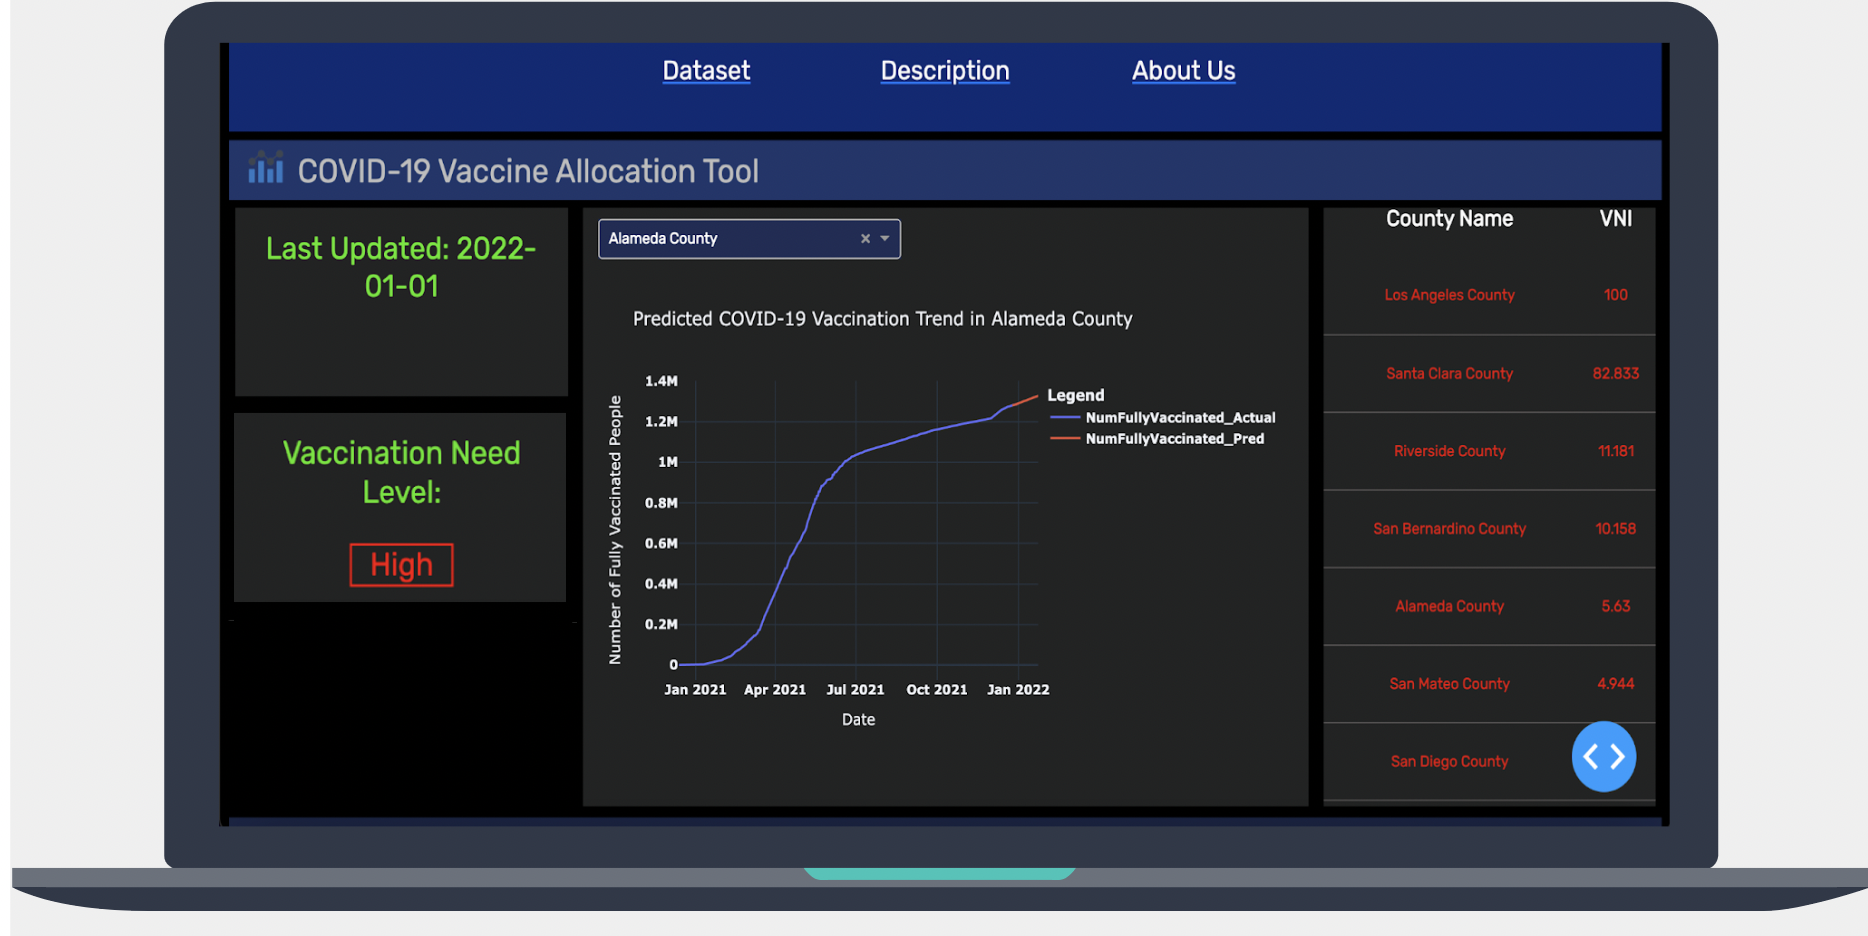 Dataset
Description
About Us
COVID-19 Vaccine Allocation Tool
Last Updated: 2022-
01-01
Vaccination Need
Level:
High
Alameda County
Predicted COVID-19 Vaccination Trend in Alameda County
Number of Fully Vaccinated People
1.4M
1.2M
1M
0.8M
0.6M
0.4M
0.2M
0
Jan 2021 Apr 2021 Jul 2021 Oct 2021 Jan 2022
Date
Legend
NumFullyVaccinated_Actual
NumFullyVaccinated_Pred
County Name VNI
Los Angeles County 100
Santa Clara County 82.833
Riverside County 11.181
San Bernardino County 10.158
Alameda County 5.63
San Mateo County 4.944
San Diego County